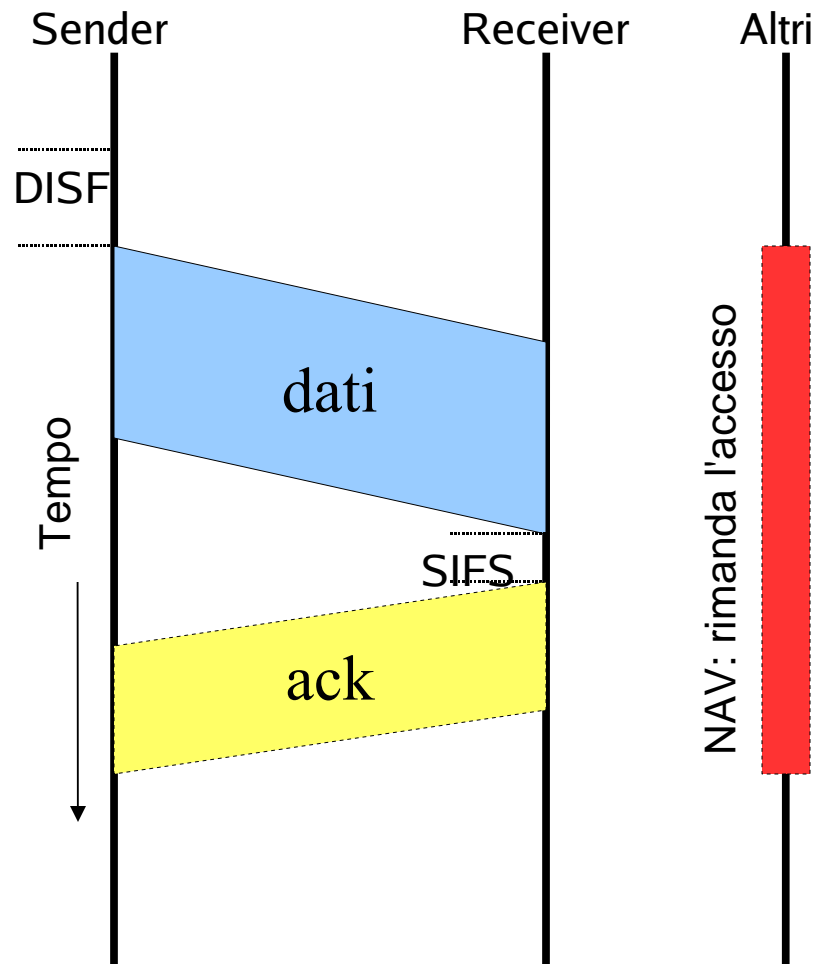 Sender
Receiver
Altri
DISF
dati
Tempo
NAV: rimanda l'accesso
SIFS
ack